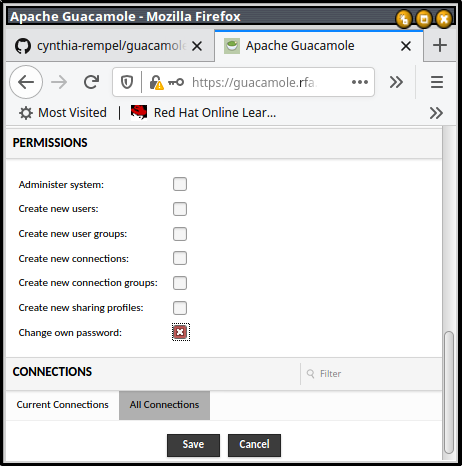 Apache Guacamole - Mozilla Firefox
cynthia-rempel/guacamole
Apache Guacamole
https://guacamole.rfa
Most Visited
Red Hat Online Lear…
PERMISSIONS
Administer system:
Create new users:
Create new user groups:
Create new connections:
Create new connection groups:
Create new sharing profiles:
Change own password:
CONNECTIONS
Filter
Current Connections
All Connections
Save
Cancel